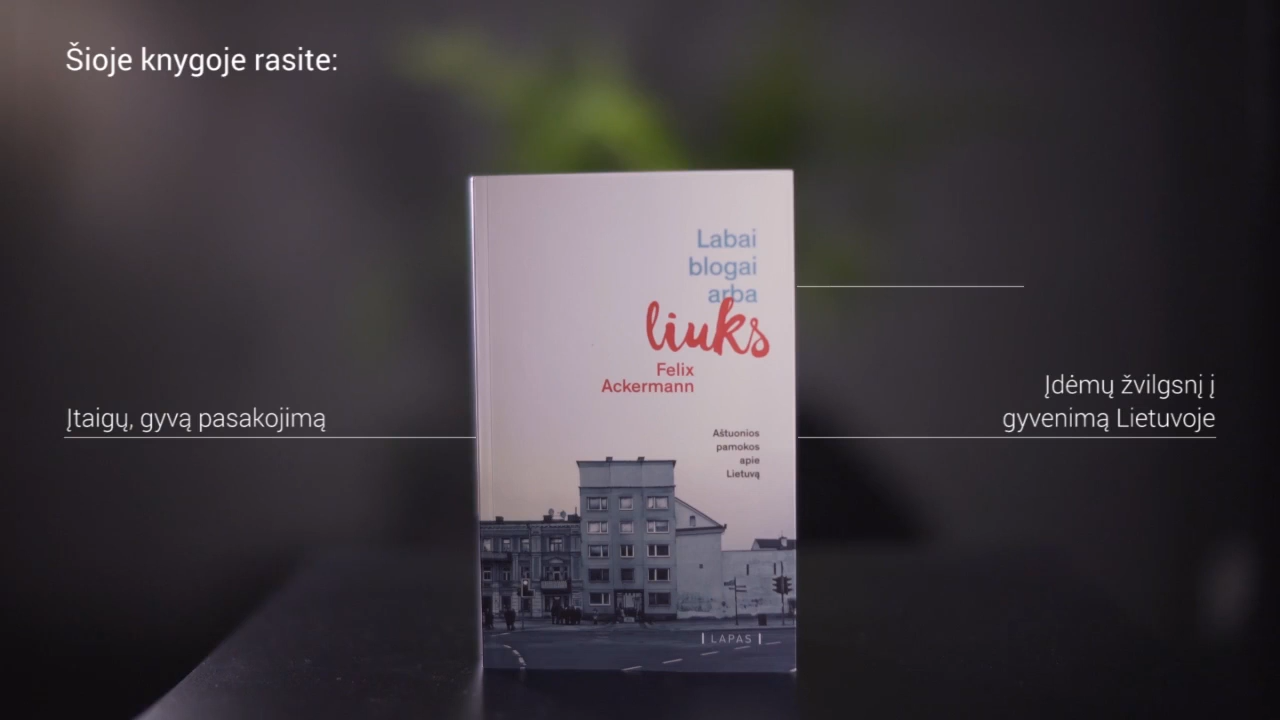 Šioje knygoje rasite:
Labai
blogai
arba
liuks
Felix
Ackermann
Įtaigų, gyvą pasakojimą
Įdėmų žvilgsnį į
gyvenimą Lietuvoje
Aštuonios
pamokos
apie
Lietuvą
LAPAS